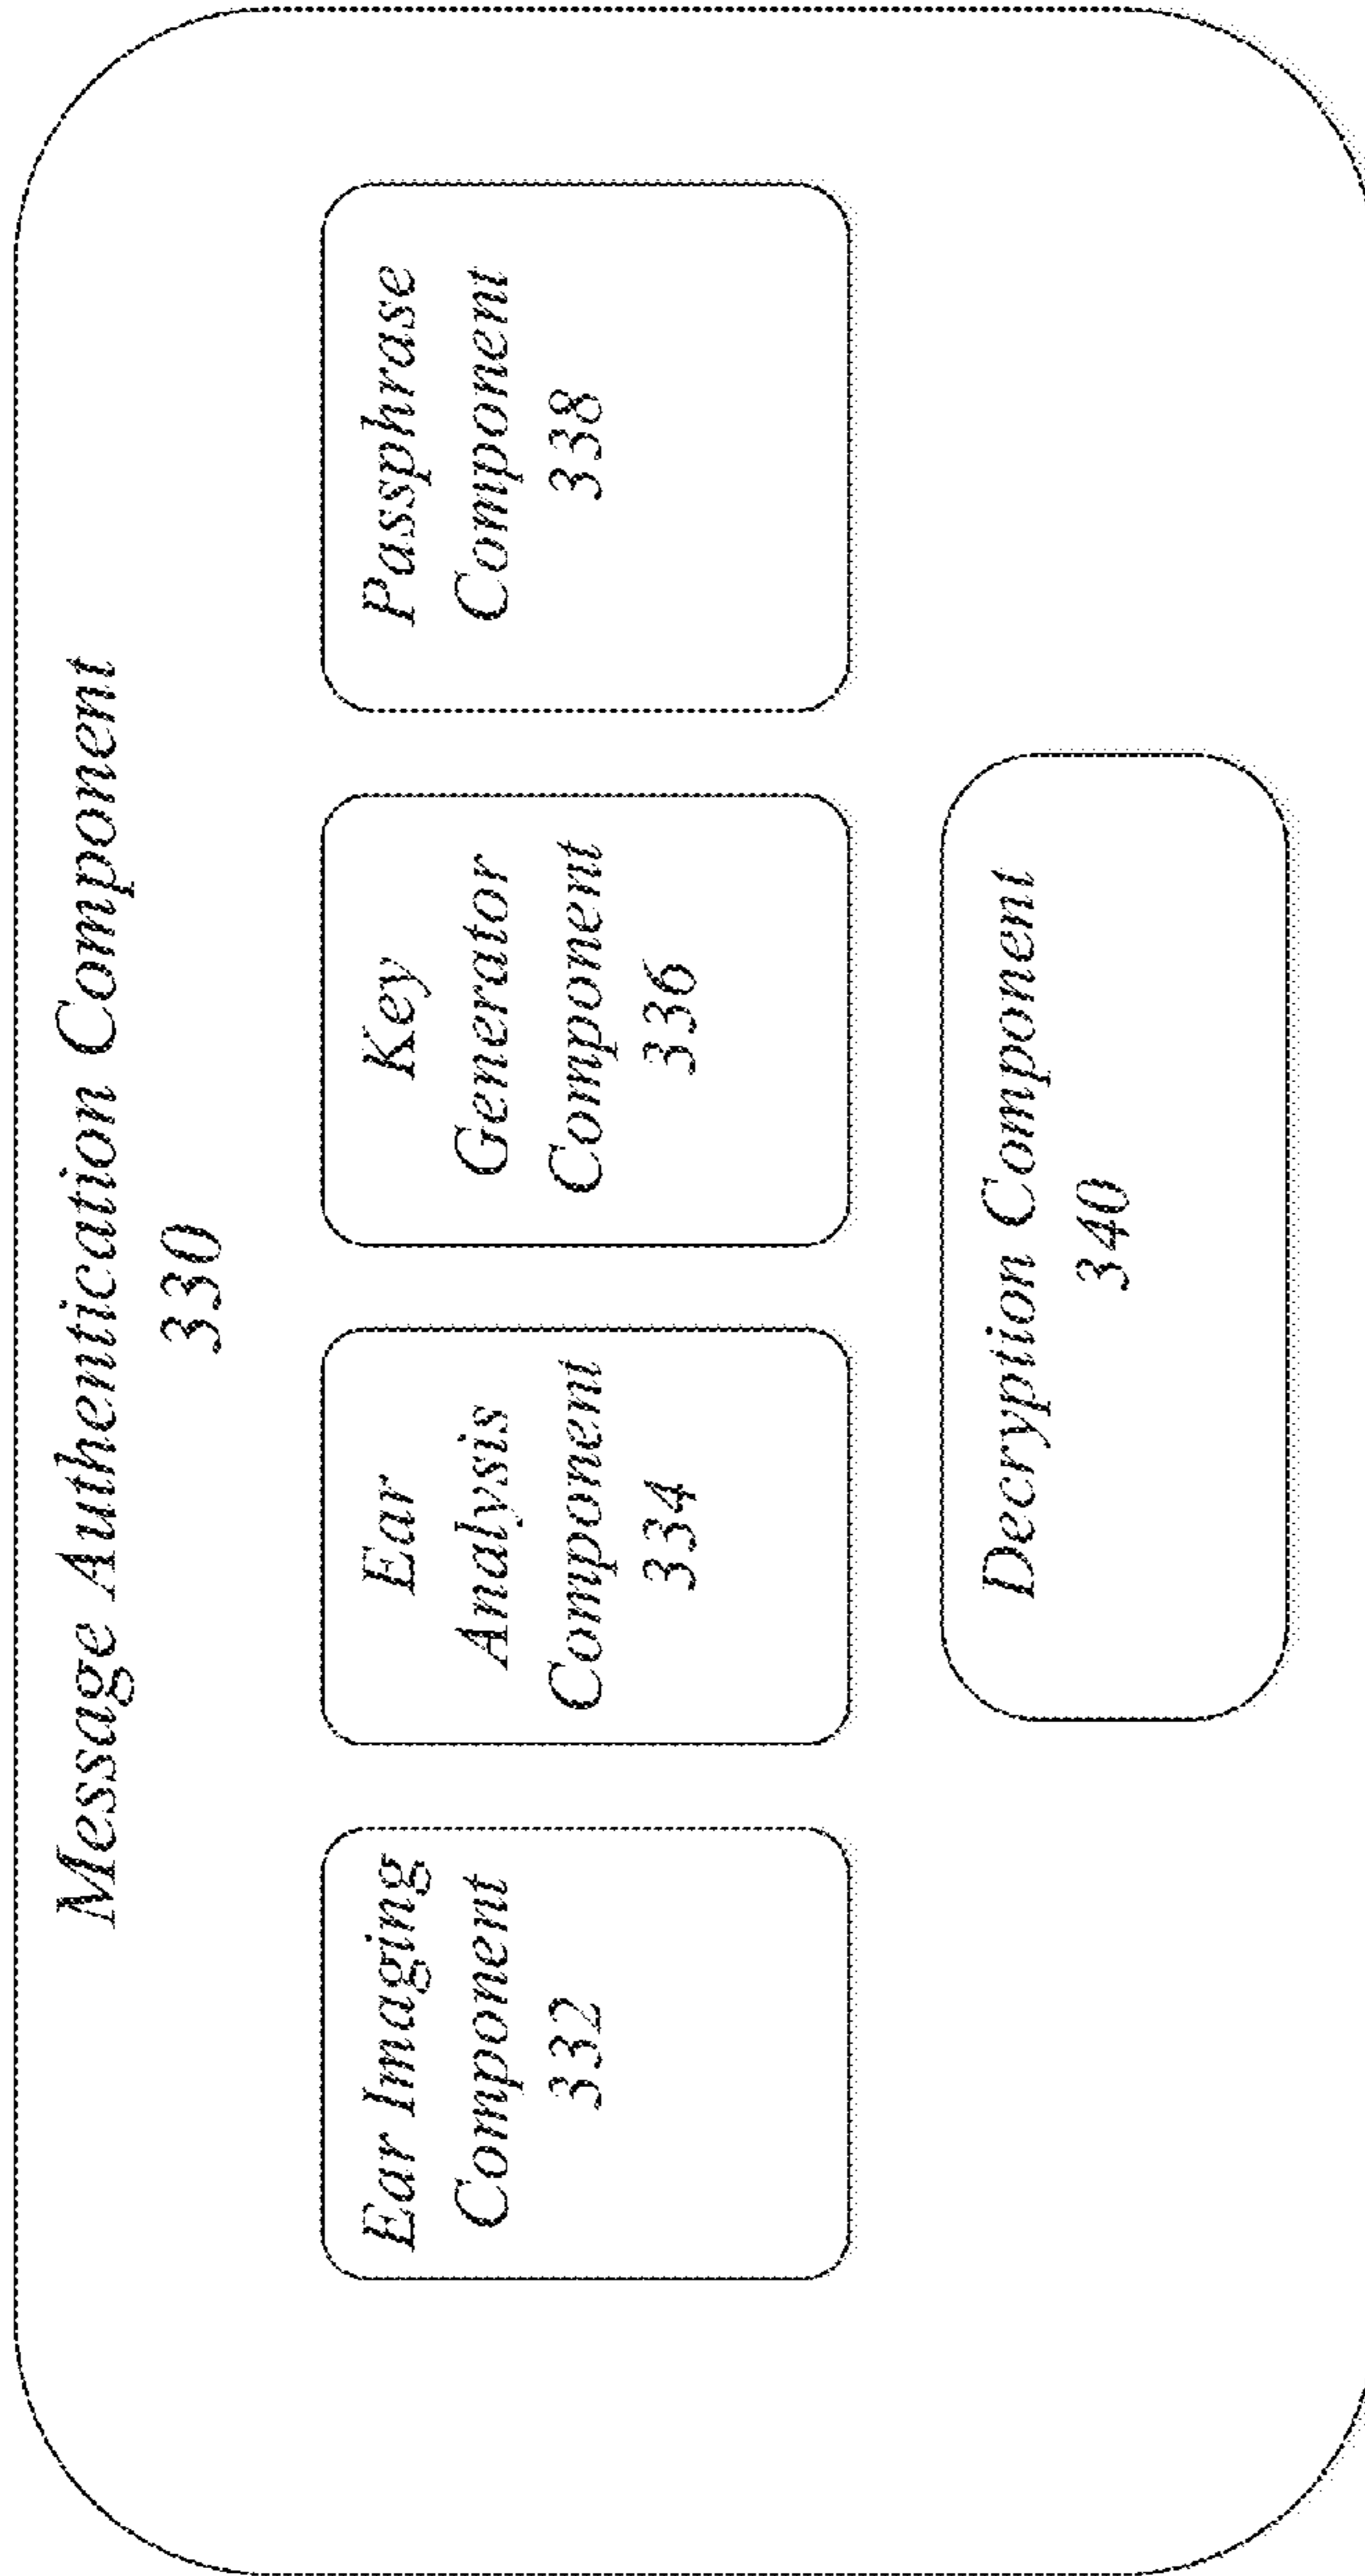 Message Authentication Component
330
Ear Imaging
Component
332
Ear
Analysis
Component
334
Key
Generator
Component
336
Passphrase
Component
338
Decryption Component
340